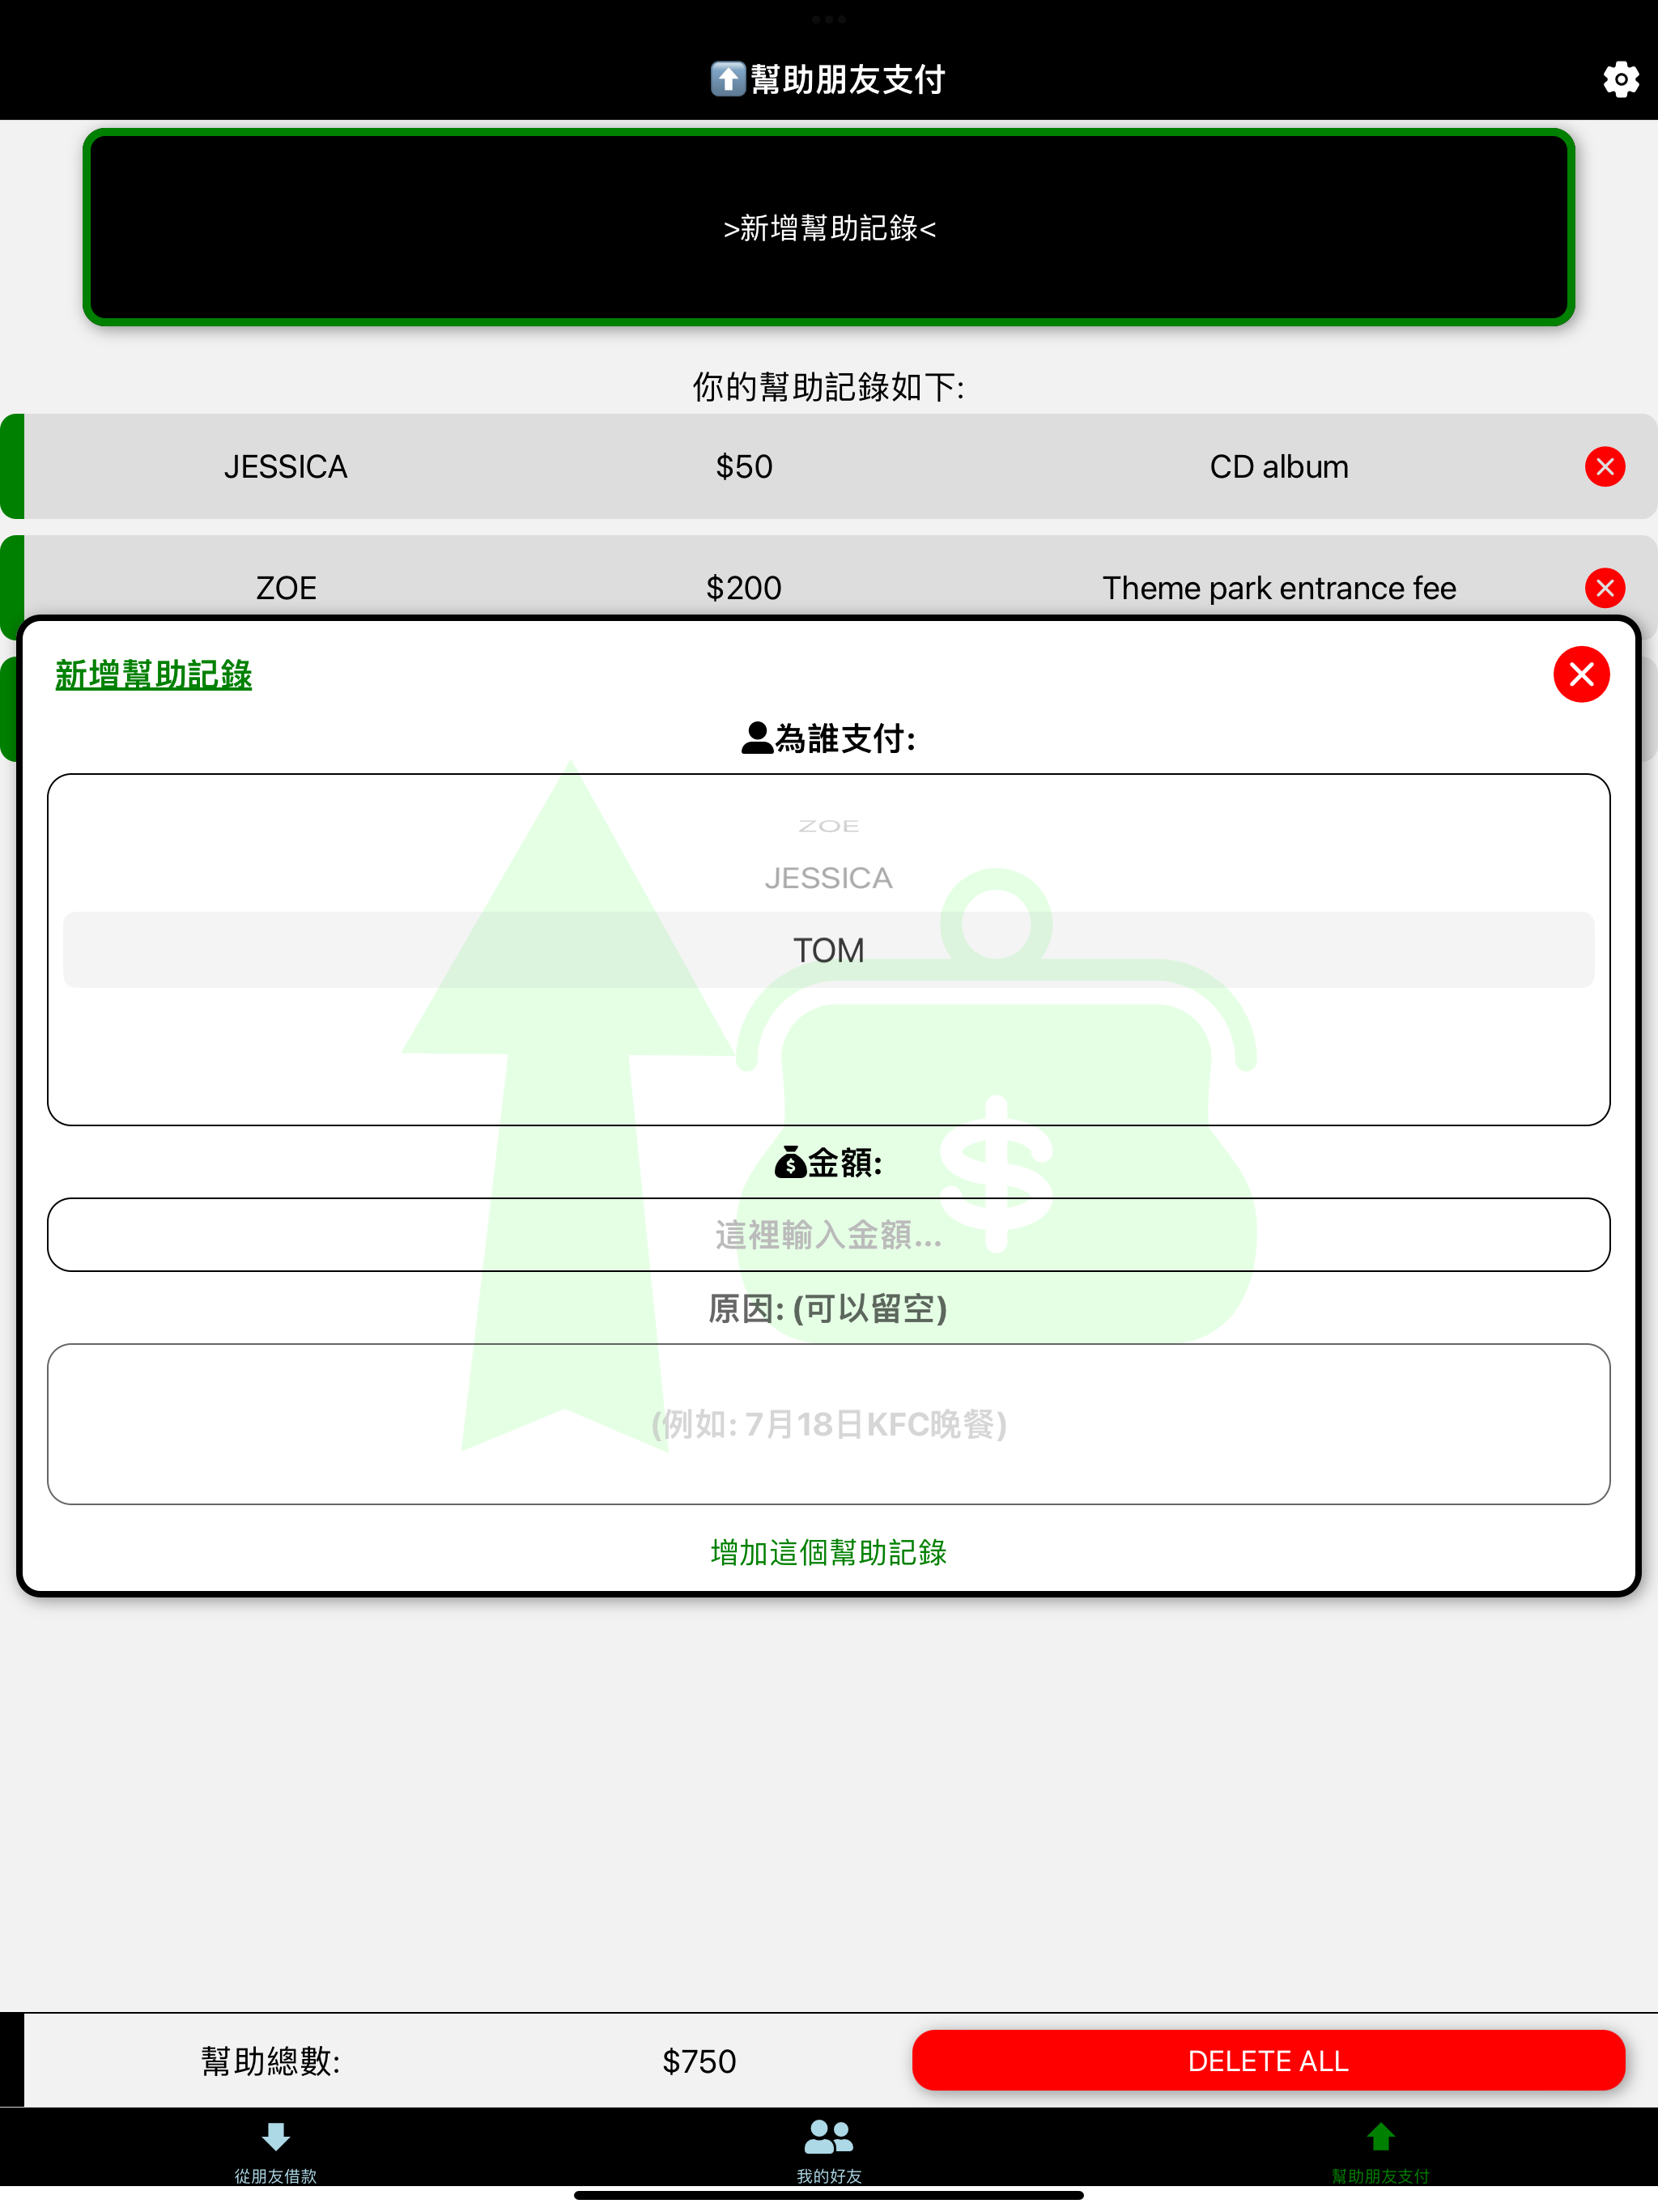 幫助朋友支付
>新增幫助記錄<
你的幫助記錄如下:
JESSICA $50 CD album
ZOE $200 Theme park entrance fee
新增幫助記錄
為誰支付:
ZOE
JESSICA
TOM
金額:
這裡輸入金額...
原因: (可以留空)
(例如: 7月18日KFC晚餐)
增加這個幫助記錄
幫助總數: $750 DELETE ALL
從朋友借款 我的好友 幫助朋友支付